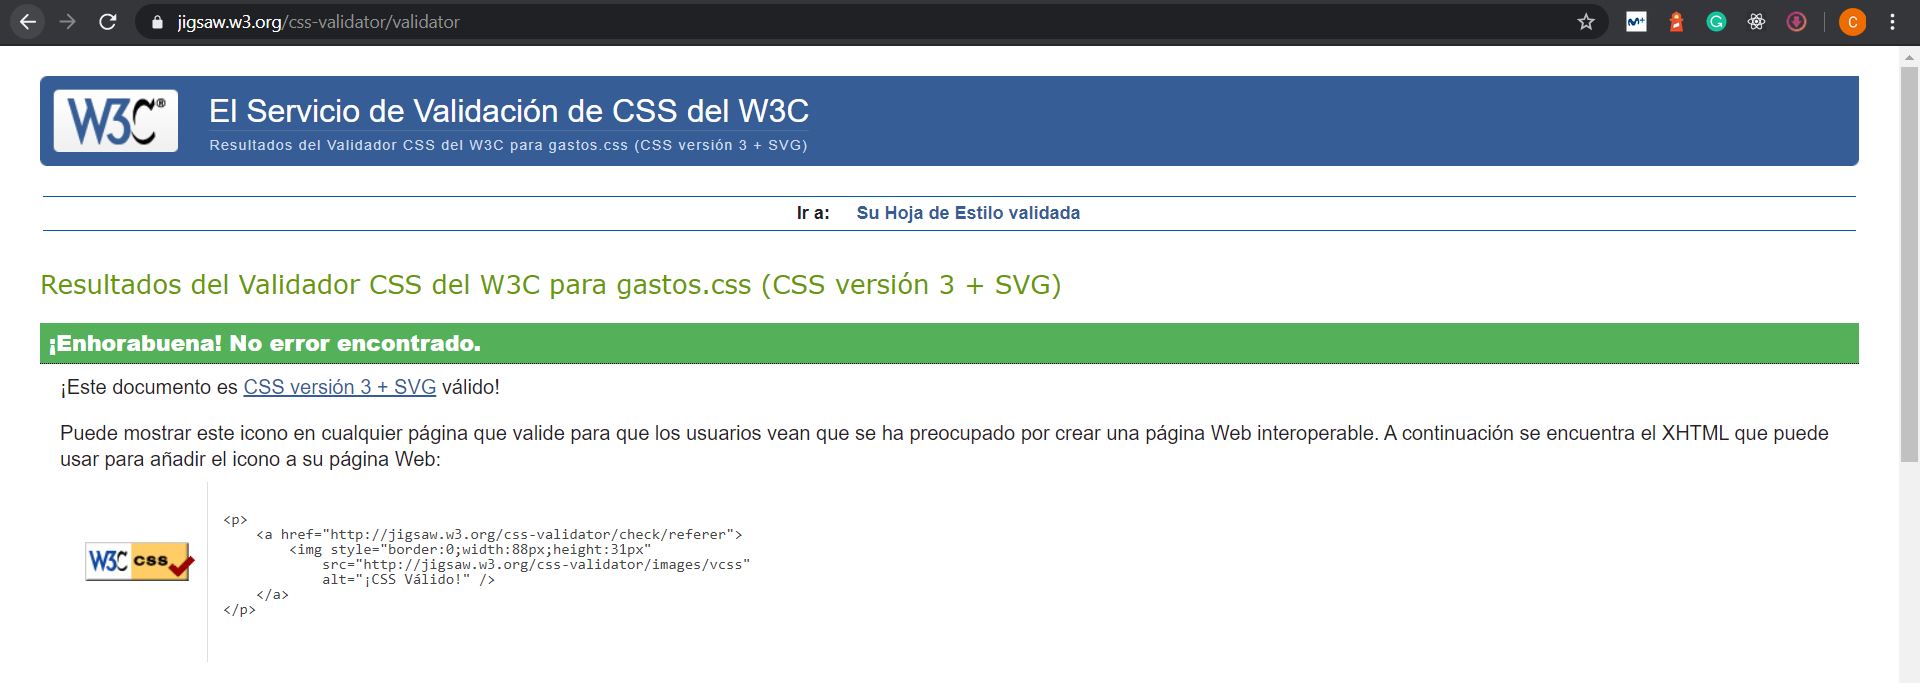 jigsaw.w3.org/css-validator/validator
C
W3C®
El Servicio de Validación de CSS del W3C
Resultados del Validador CSS del W3C para gastos.css (CSS versión 3 + SVG)
Ir a: Su Hoja de Estilo validada
Resultados del Validador CSS del W3C para gastos.css (CSS versión 3 + SVG)
¡Enhorabuena! No error encontrado.
¡Este documento es CSS versión 3 + SVG válido!
Puede mostrar este icono en cualquier página que valide para que los usuarios vean que se ha preocupado por crear una página Web interoperable. A continuación se encuentra el XHTML que puede
usar para añadir el icono a su página Web:
W3C css
<p>
    <a href="http://jigsaw.w3.org/css-validator/check/referer">
        <img style="border:0;width:88px;height:31px"
            src="http://jigsaw.w3.org/css-validator/images/vcss"
            alt="¡CSS Válido!" />
    </a>
</p>